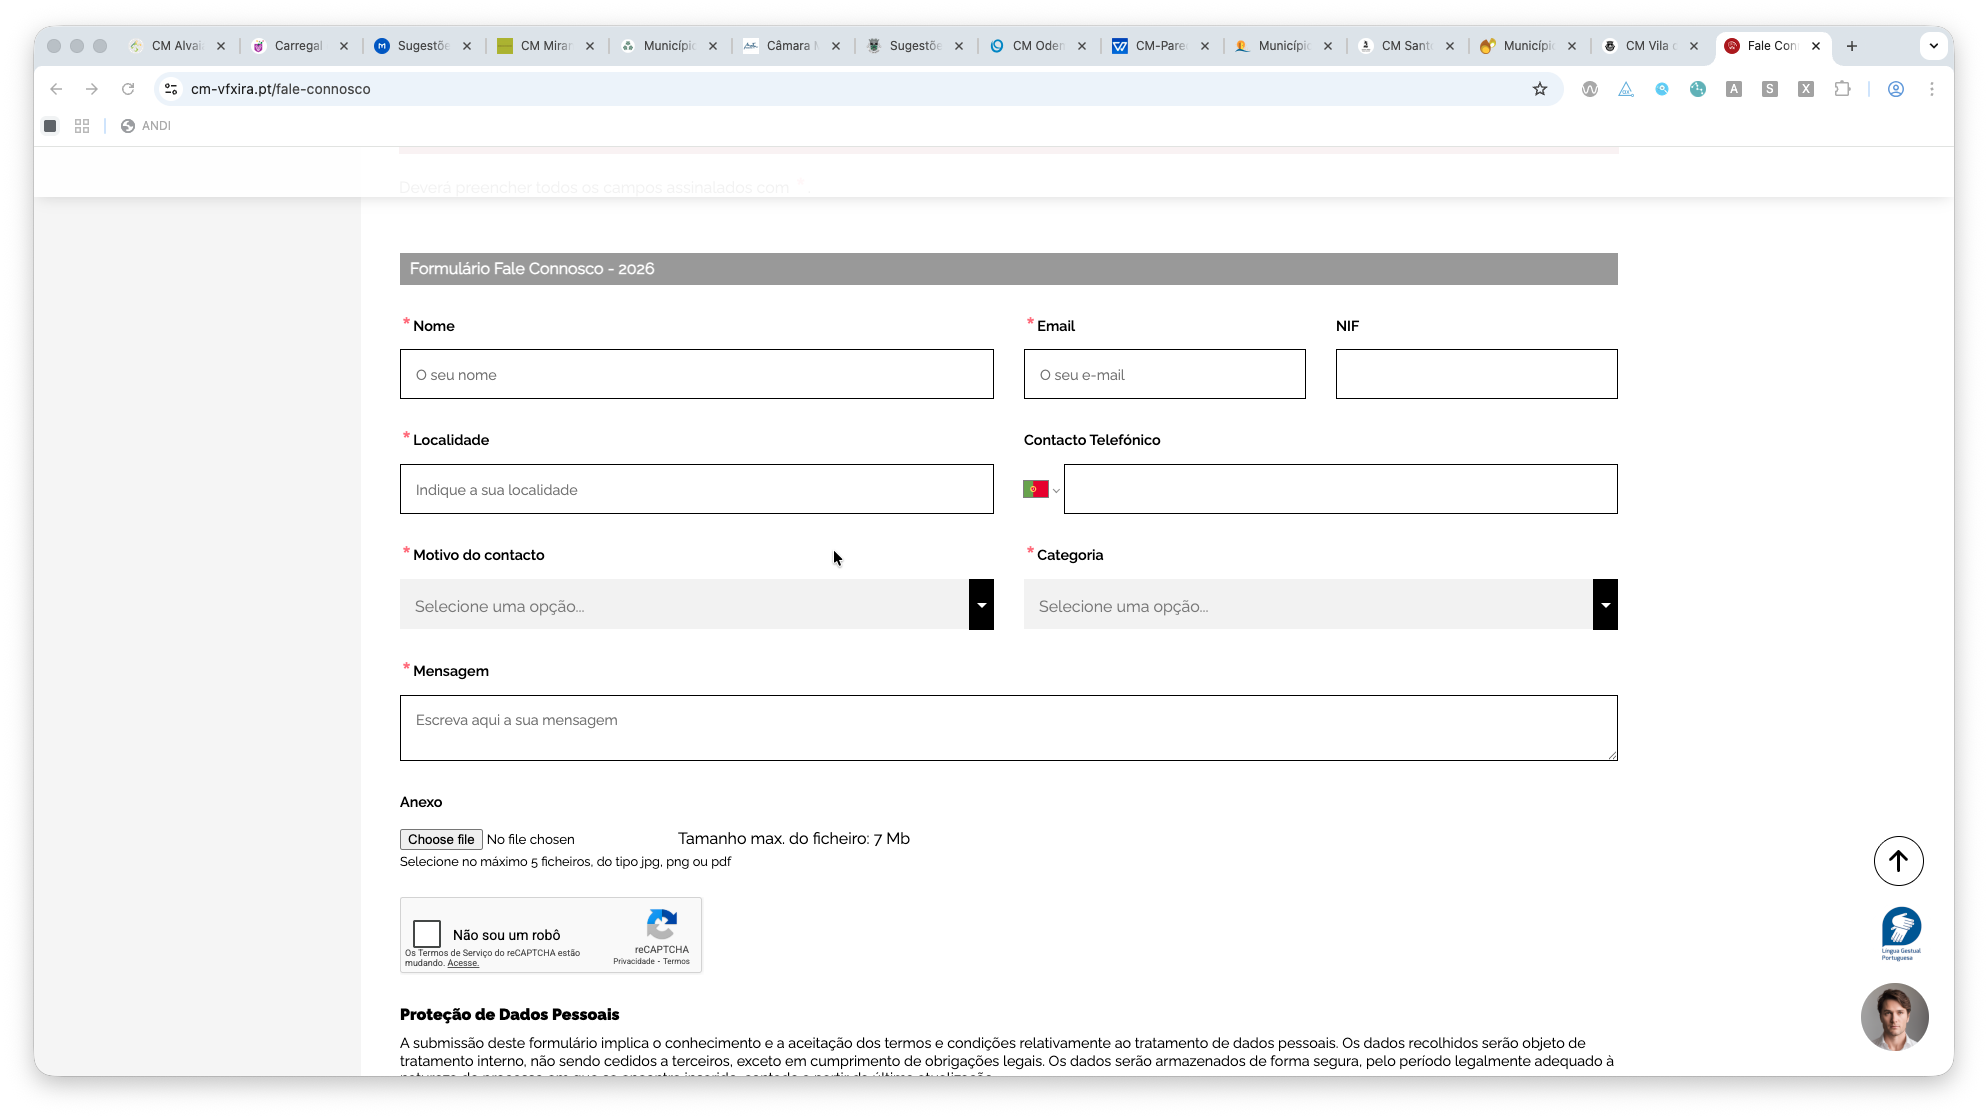 CM Alvai
Carregal
Sugestõe
CM Miran
Municípi
Câmara M
Sugestõe
CM Oden
CM-Pare
Municípi
CM Sant
Municípi
CM Vila d
Fale Con
cm-vfxira.pt/fale-connosco
A
S
X
ANDI
Deverá preencher todos os campos assinalados com *
Formulário Fale Connosco - 2026
* Nome
* Email
NIF
O seu nome
O seu e-mail
* Localidade
Contacto Telefónico
Indique a sua localidade
* Motivo do contacto
* Categoria
Selecione uma opção...
Selecione uma opção...
* Mensagem
Escreva aqui a sua mensagem
Anexo
Choose file No file chosen
Tamanho max. do ficheiro: 7 Mb
Selecione no máximo 5 ficheiros, do tipo jpg, png ou pdf
Não sou um robô
Os Termos de Serviço do reCAPTCHA estão
mudando. Acesse.
reCAPTCHA
Privacidade - Termos
Língua Gestual
Portuguesa
Proteção de Dados Pessoais
A submissão deste formulário implica o conhecimento e a aceitação dos termos e condições relativamente ao tratamento de dados pessoais. Os dados recolhidos serão objeto de
tratamento interno, não sendo cedidos a terceiros, exceto em cumprimento de obrigações legais. Os dados serão armazenados de forma segura, pelo período legalmente adequado à